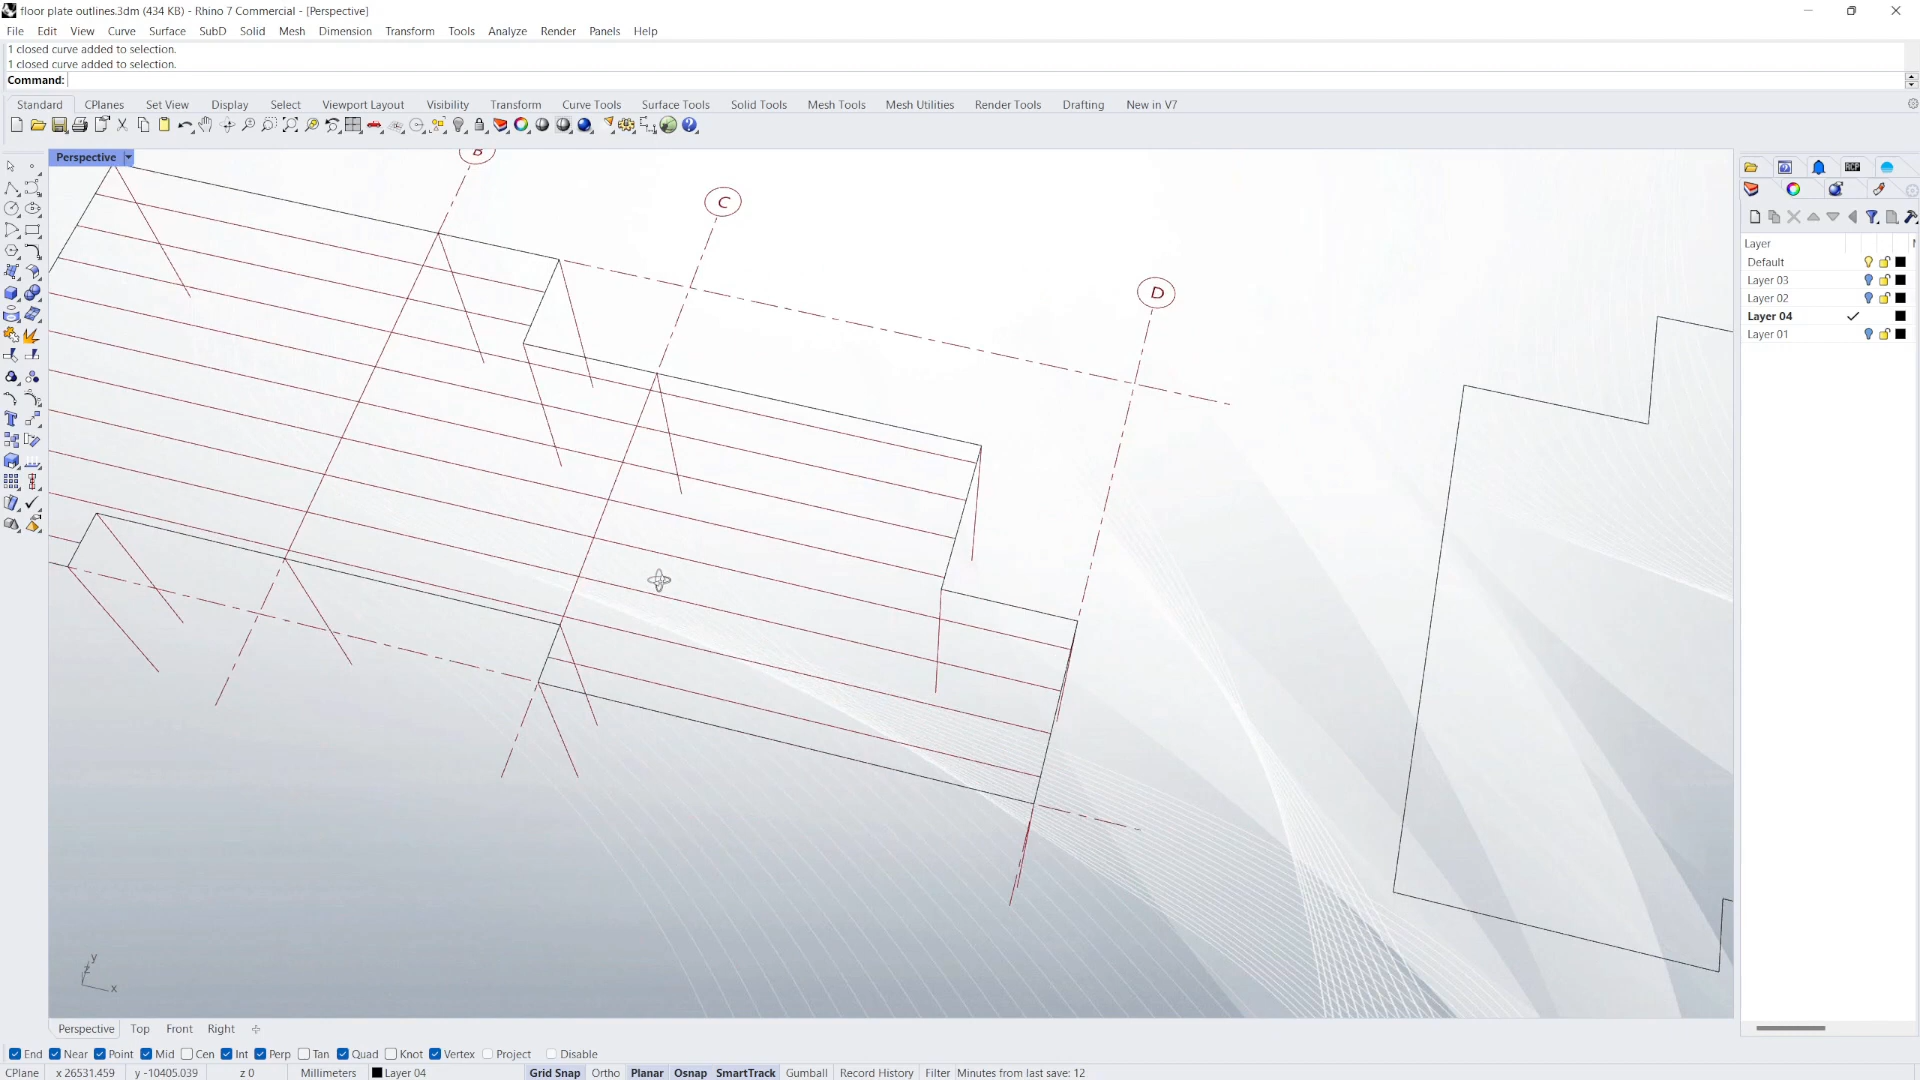 floor plate outlines.3dm (434 KB) - Rhino 7 Commercial - [Perspective]
File Edit View Curve Surface SubD Solid Mesh Dimension Transform Tools Analyze Render Panels Help
1 closed curve added to selection.
1 closed curve added to selection.
Command:
Standard CPlanes Set View Display Select Viewport Layout Visibility Transform Curve Tools Surface Tools Solid Tools Mesh Tools Mesh Utilities Render Tools Drafting New in V7
Perspective
B
C
D
Layer
Default
Layer 03
Layer 02
Layer 04
Layer 01
y
z
x
Perspective Top Front Right
End Near Point Mid Cen Int Perp Tan Quad Knot Vertex Project Disable
CPlane x 26531.459 y -10405.039 z 0 Millimeters Layer 04 Grid Snap Ortho Planar Osnap SmartTrack Gumball Record History Filter Minutes from last save: 12